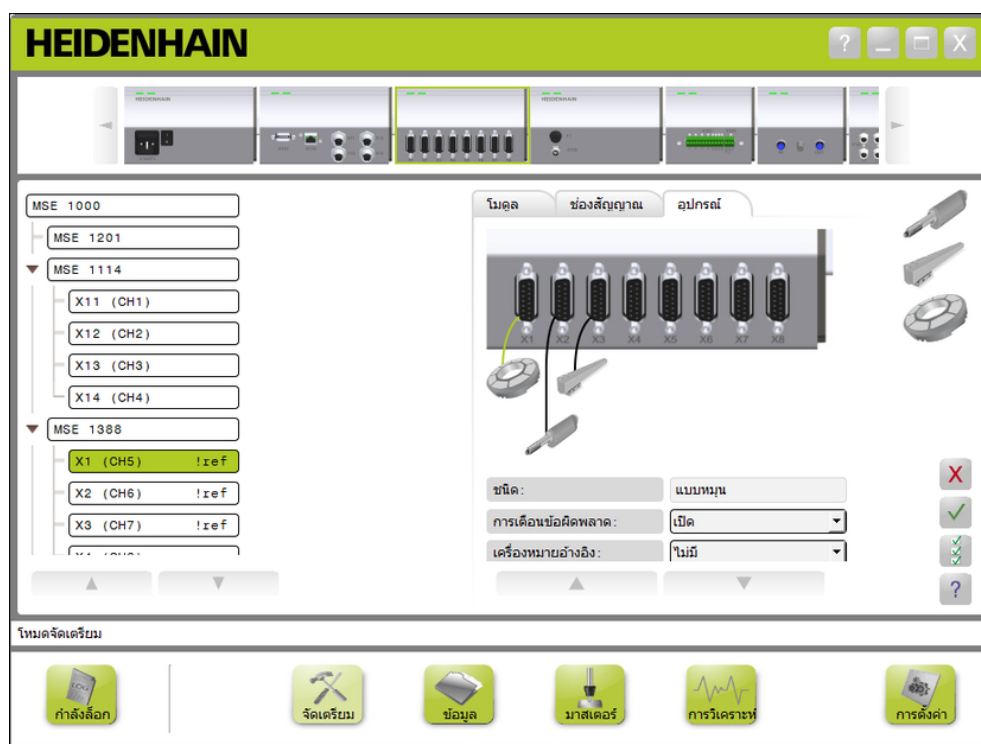 HEIDENHAIN
?
X
HEIDENHAIN
HEIDENHAIN
MSE 1000
MSE 1201
MSE 1114
X11 (CH1)
X12 (CH2)
X13 (CH3)
X14 (CH4)
MSE 1388
X1 (CH5) !ref
X2 (CH6) !ref
X3 (CH7) !ref
โมดูล ช่องสัญญาณ อุปกรณ์
X1 X2 X3 X4 X5 X6 X7 X8
ชนิด: แบบหมุน
การเตือนข้อผิดพลาด: เปิด
เครื่องหมายอ้างอิง: ไม่มี
X
?
โหมดจัดเตรียม
LOG
กำลังล็อก จัดเตรียม ข้อมูล มาสเตอร์ การวิเคราะห์ การตั้งค่า